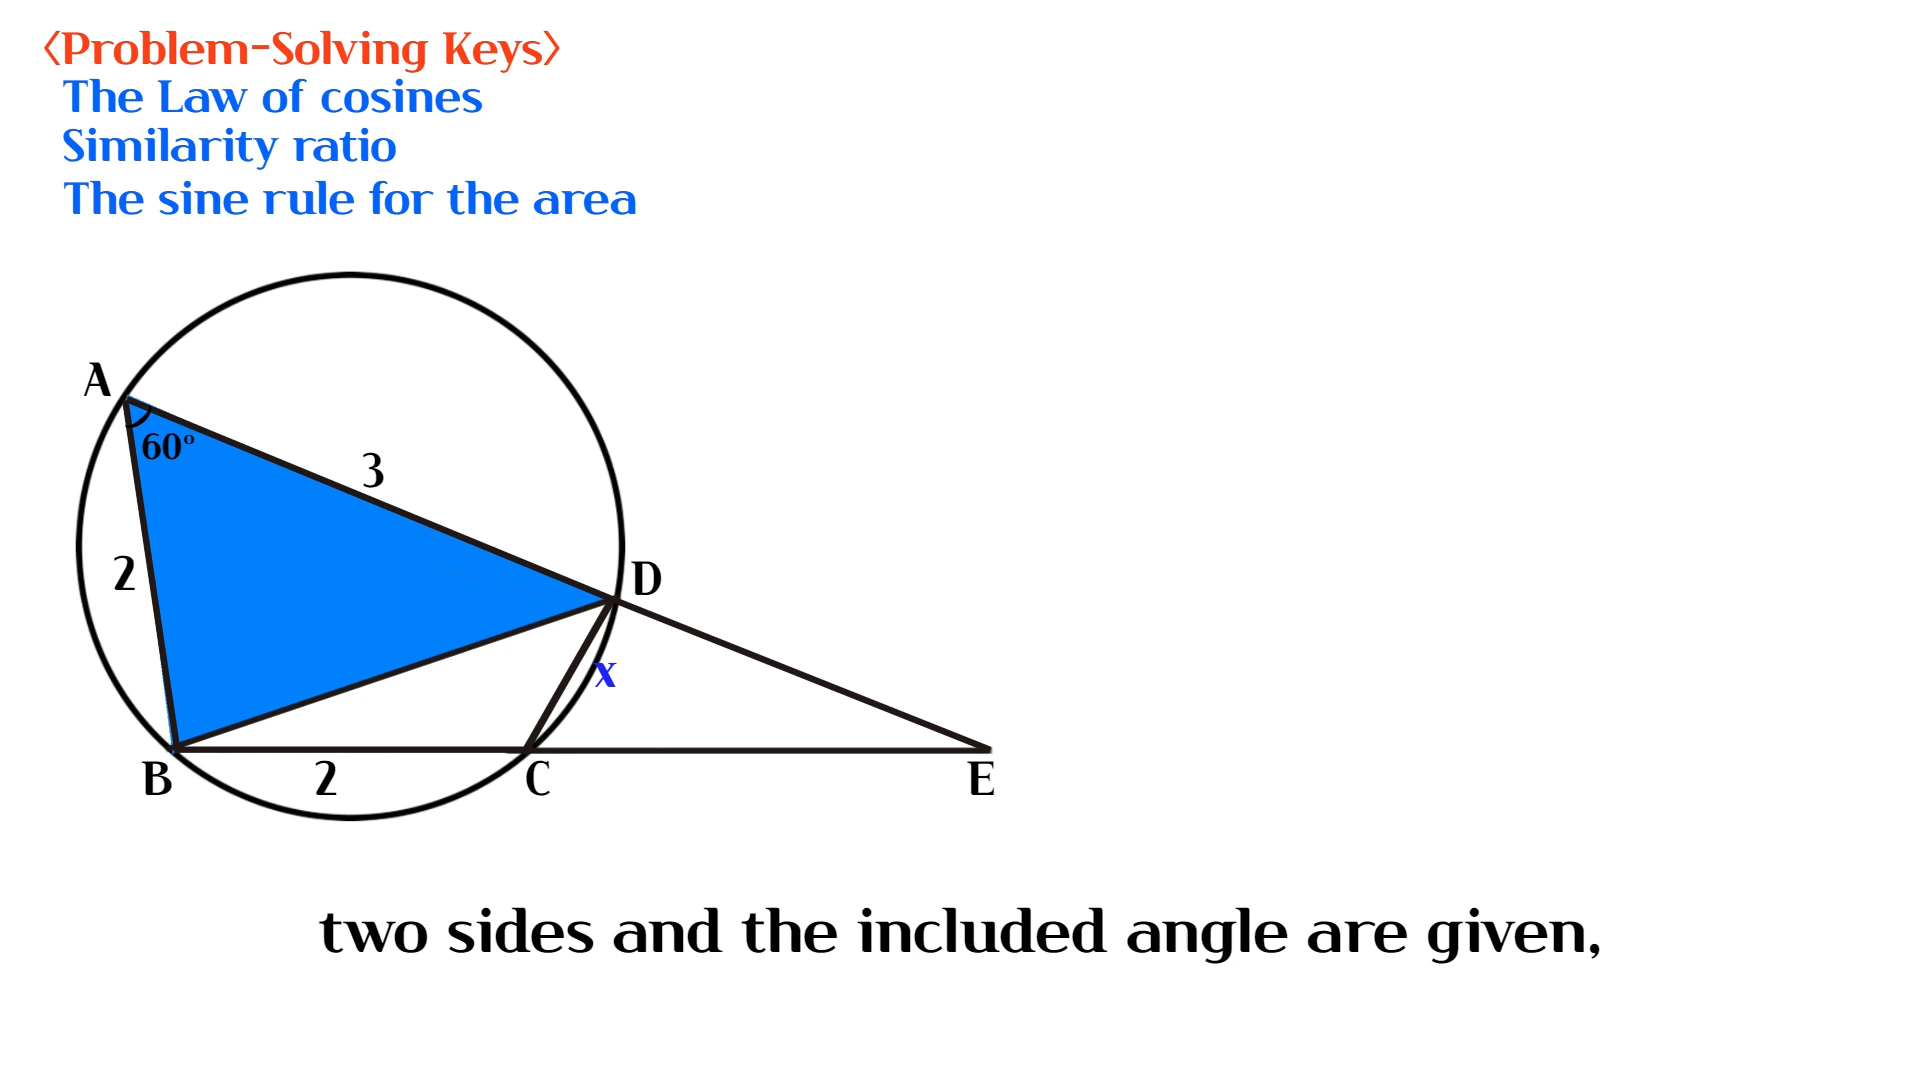 <Problem-Solving Keys>
The Law of cosines
Similarity ratio
The sine rule for the area
A
60°
3
2
D
x
B
2
C
E
two sides and the included angle are given,